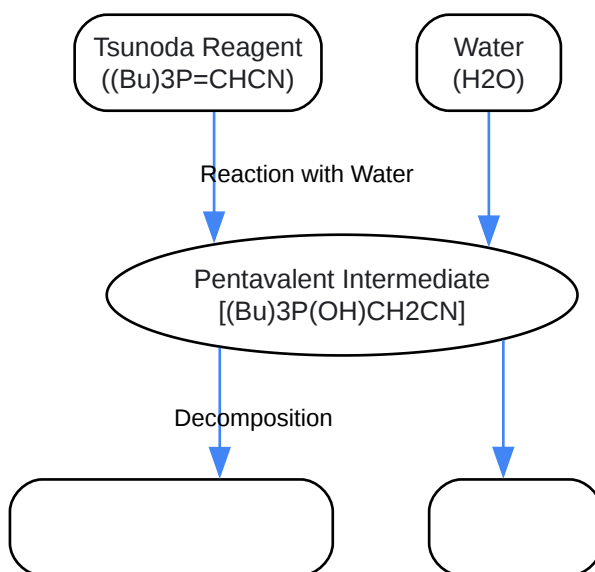 Tsunoda Reagent
((Bu)3P=CHCN)
Water
(H2O)
Reaction with Water
Pentavalent Intermediate
[(Bu)3P(OH)CH2CN]
Decomposition